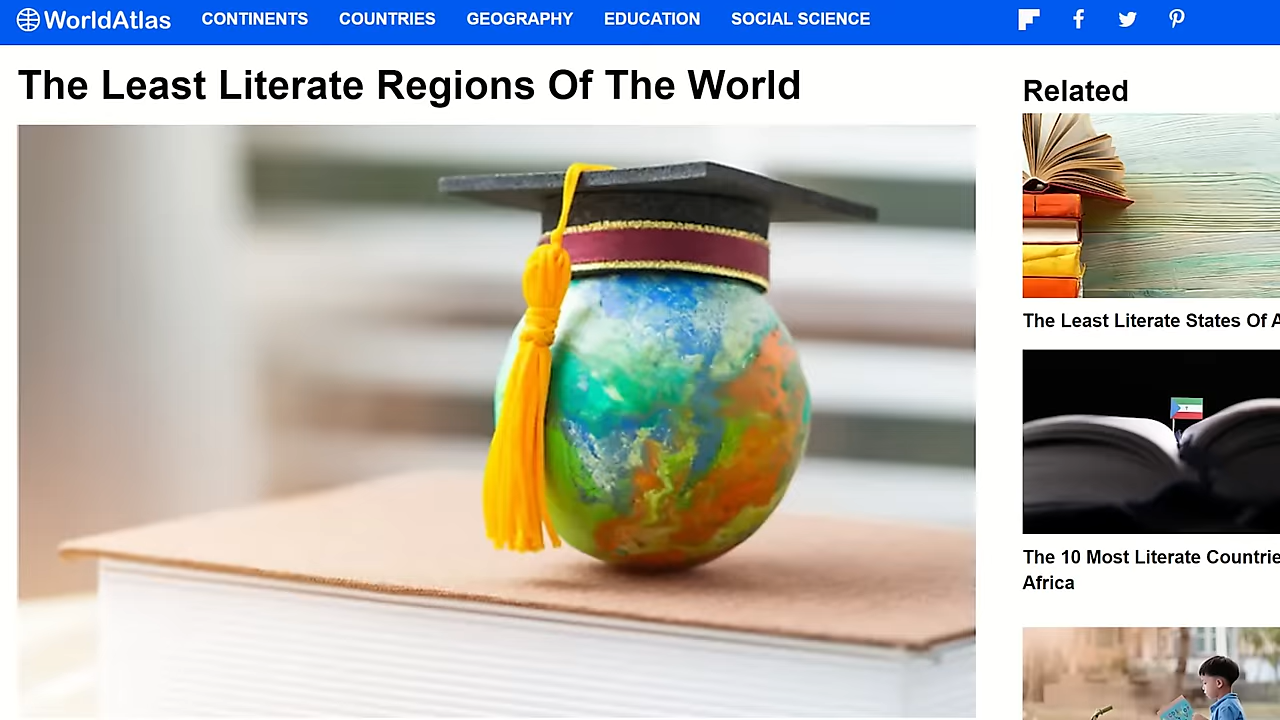 WorldAtlas CONTINENTS COUNTRIES GEOGRAPHY EDUCATION SOCIAL SCIENCE
The Least Literate Regions Of The World
Related
The Least Literate States Of
The 10 Most Literate
Africa